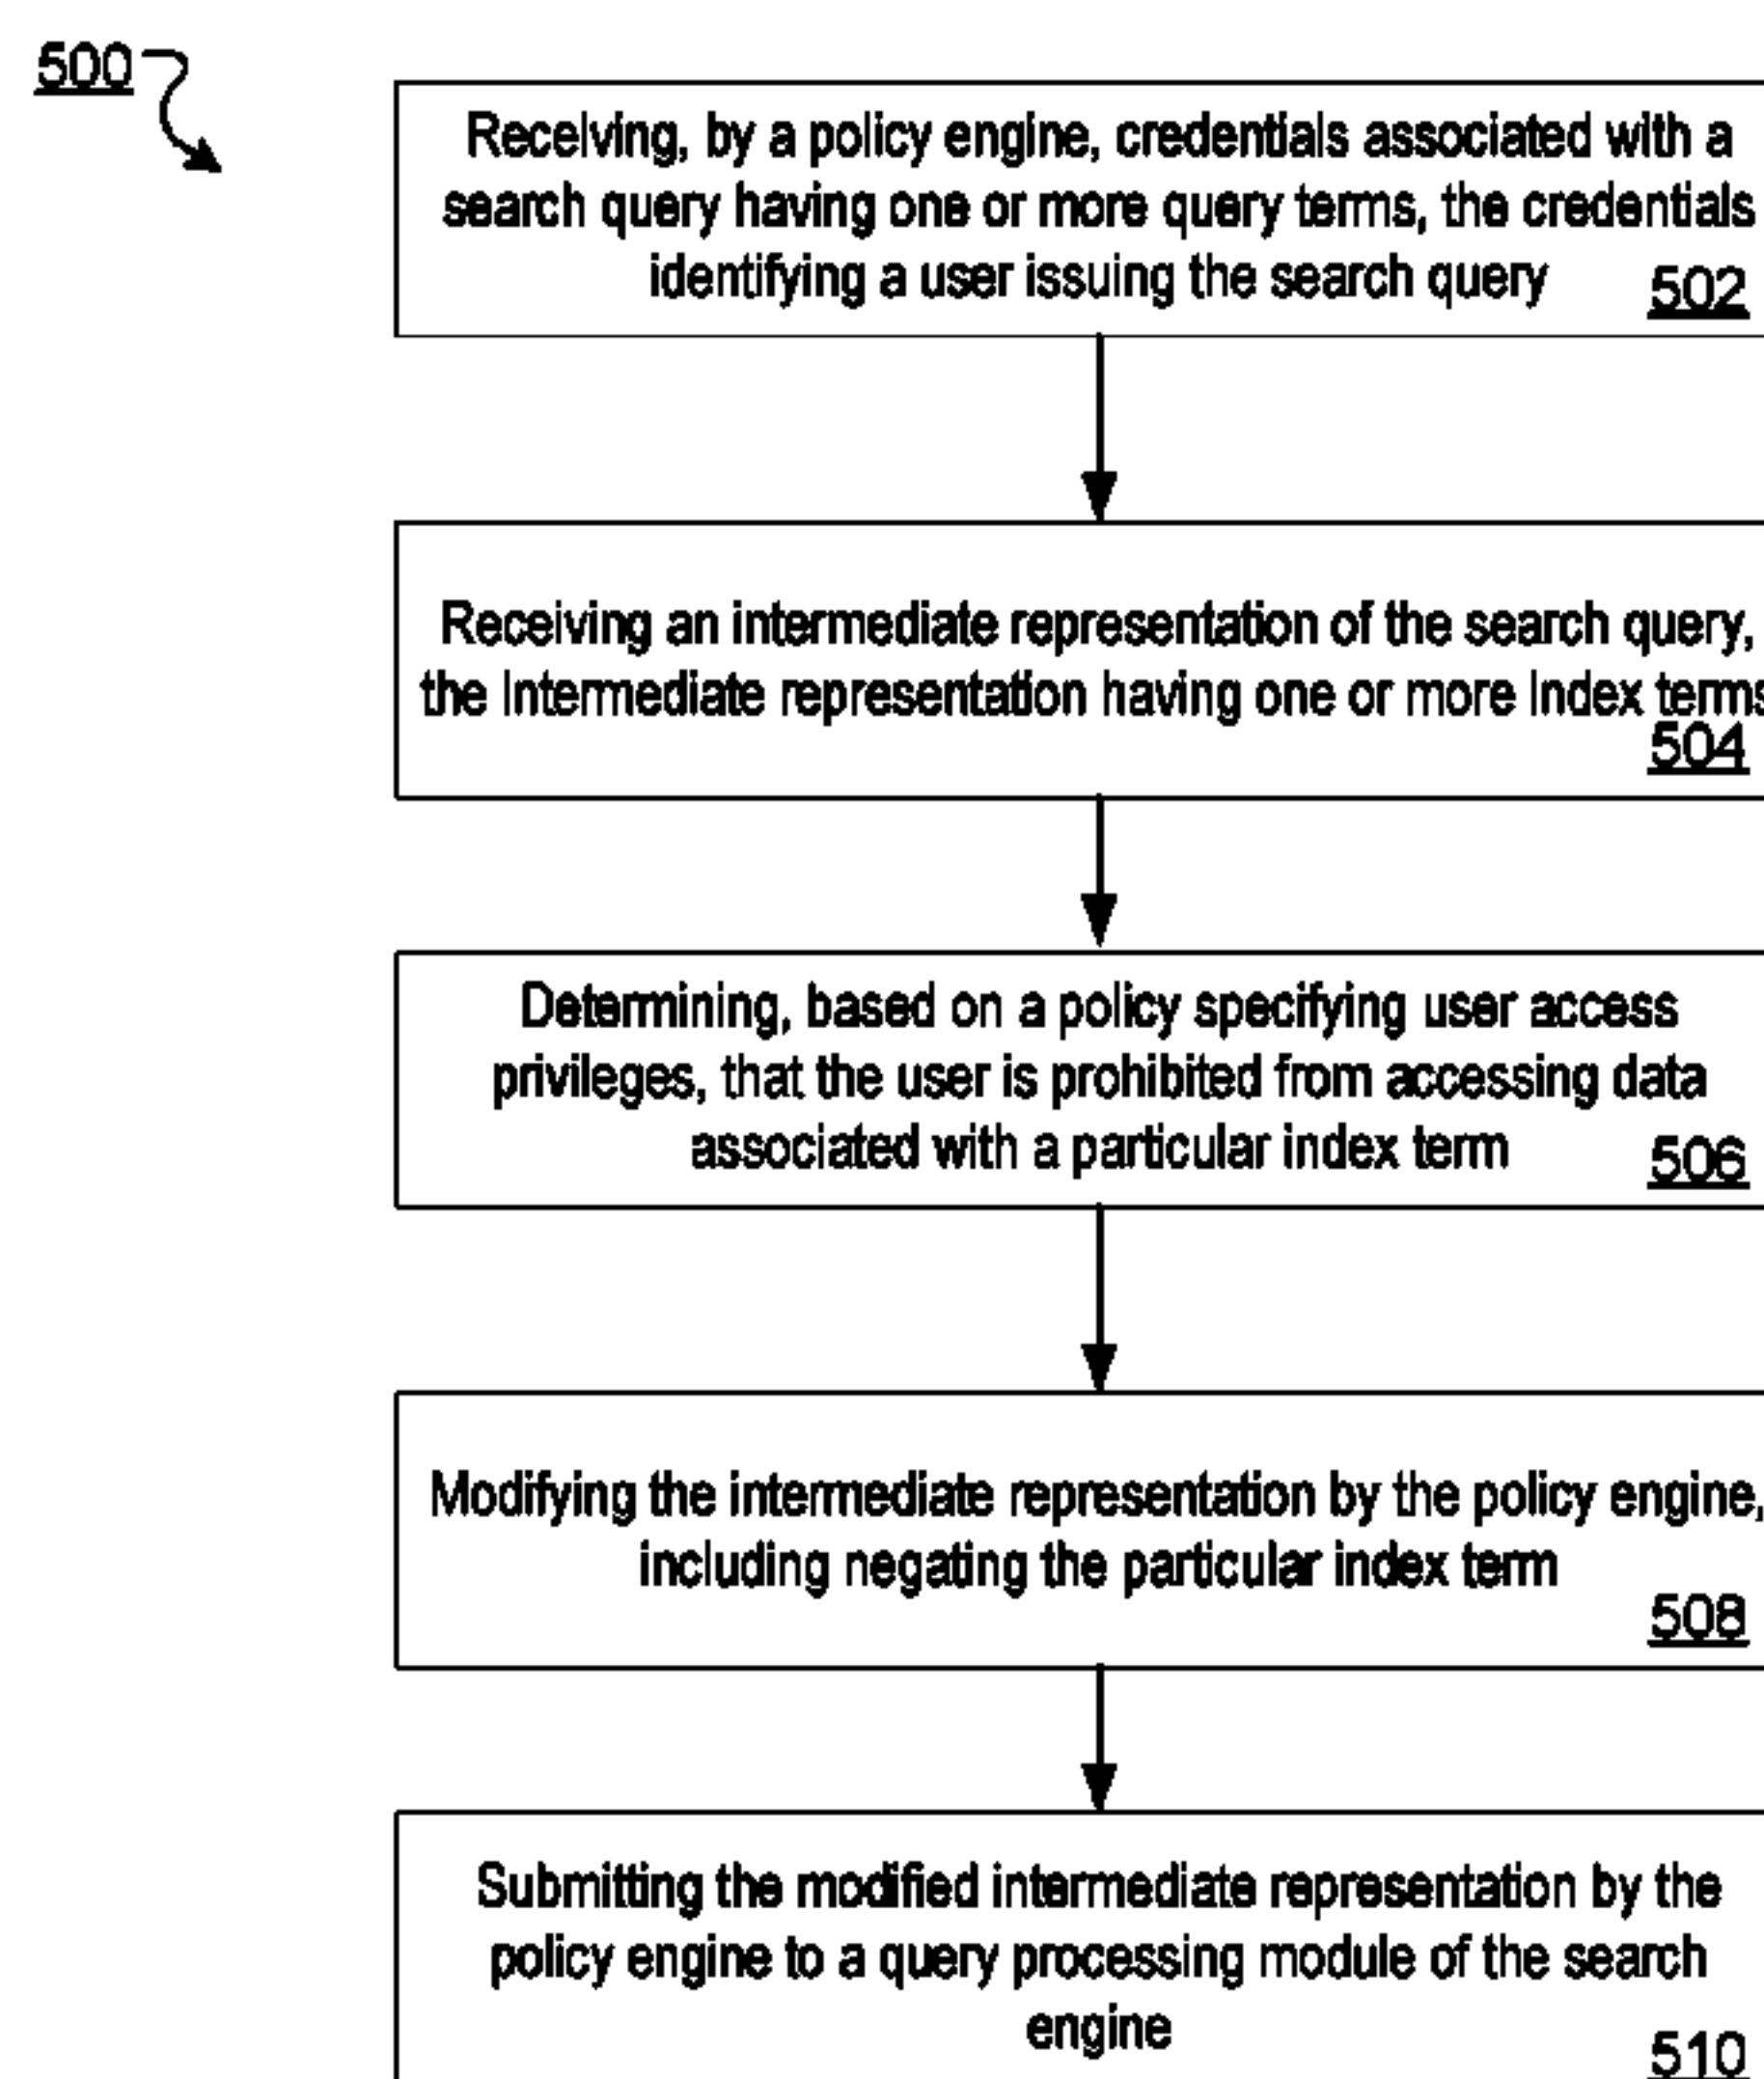 500
Receiving, by a policy engine, credentials associated with a
search query having one or more query terms, the credentials
identifying a user issuing the search query
502
Receiving an intermediate representation of the search query,
the Intermediate representation having one or more Index terms
504
Determining, based on a policy specifying user access
privileges, that the user is prohibited from accessing data
associated with a particular index term
506
Modifying the intermediate representation by the policy engine,
including negating the particular index term
508
Submitting the modified intermediate representation by the
policy engine to a query processing module of the search
engine
510